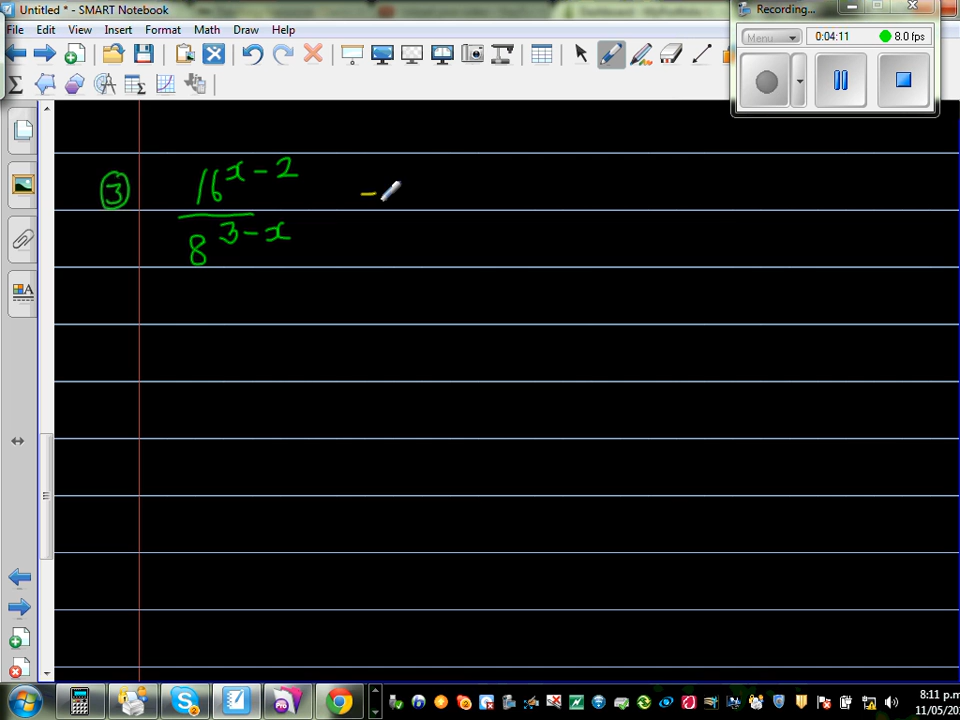 Untitled * - SMART Notebook
Recording...
File Edit View Insert Format Math Draw Help
Menu 0:04:11 8.0 fps
③ 16^{x-2}
8^{3-x}
-
8:11 p.m
11/05/20